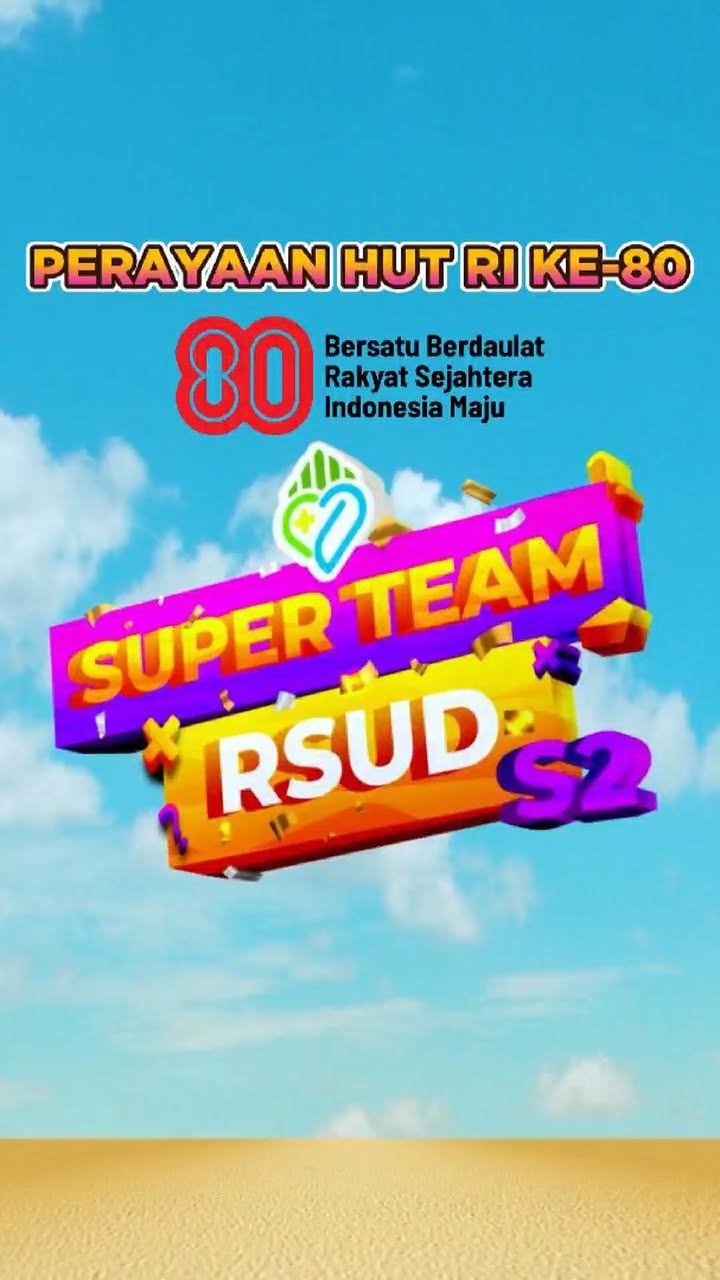 PERAYAAN HUT RI KE-80
80
Bersatu Berdaulat
Rakyat Sejahtera
Indonesia Maju
SUPER TEAM
RSUD
S2